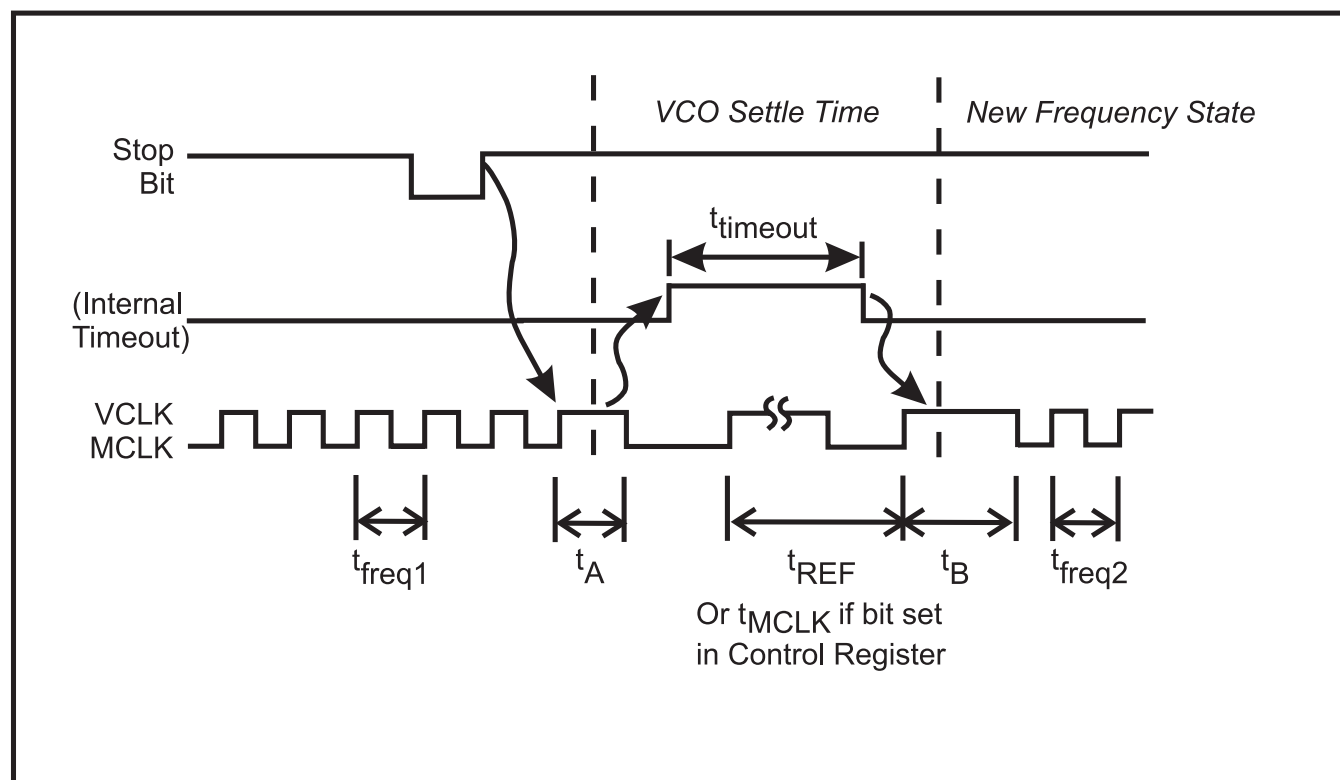 VCO Settle Time
New Frequency State
Stop
Bit
ttimeout
(Internal
Timeout)
VCLK
MCLK
tfreq1
tA
tREF
tB
tfreq2
Or tMCLK if bit set
in Control Register